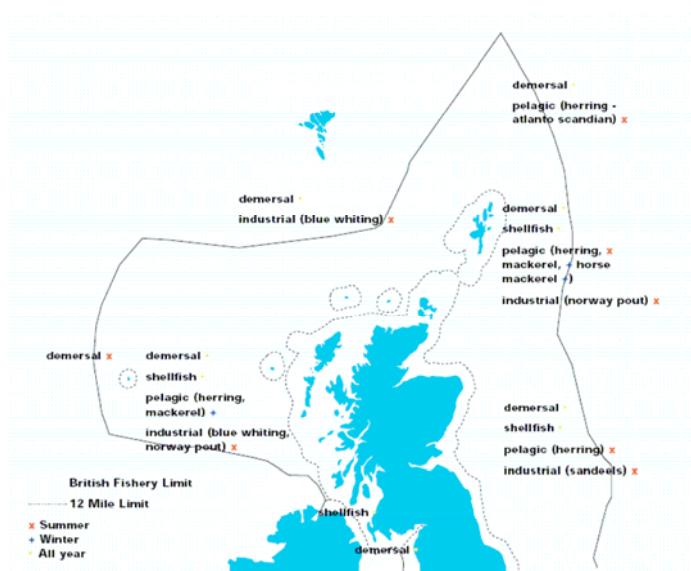 demersal ·
pelagic (herring -
atlanto scandian) x
demersal ·
industrial (blue whiting) x
demersal ·
shellfish ·
pelagic (herring, x
mackerel, + horse
mackerel +)
industrial (norway pout) x
demersal x
demersal ·
shellfish ·
pelagic (herring,
mackerel) +
industrial (blue whiting,
norway pout) x
demersal ·
shellfish ·
pelagic (herring) x
industrial (sandeels) x
British Fishery Limit
12 Mile Limit
x Summer
+ Winter
· All year
shellfish ·
demersal ·